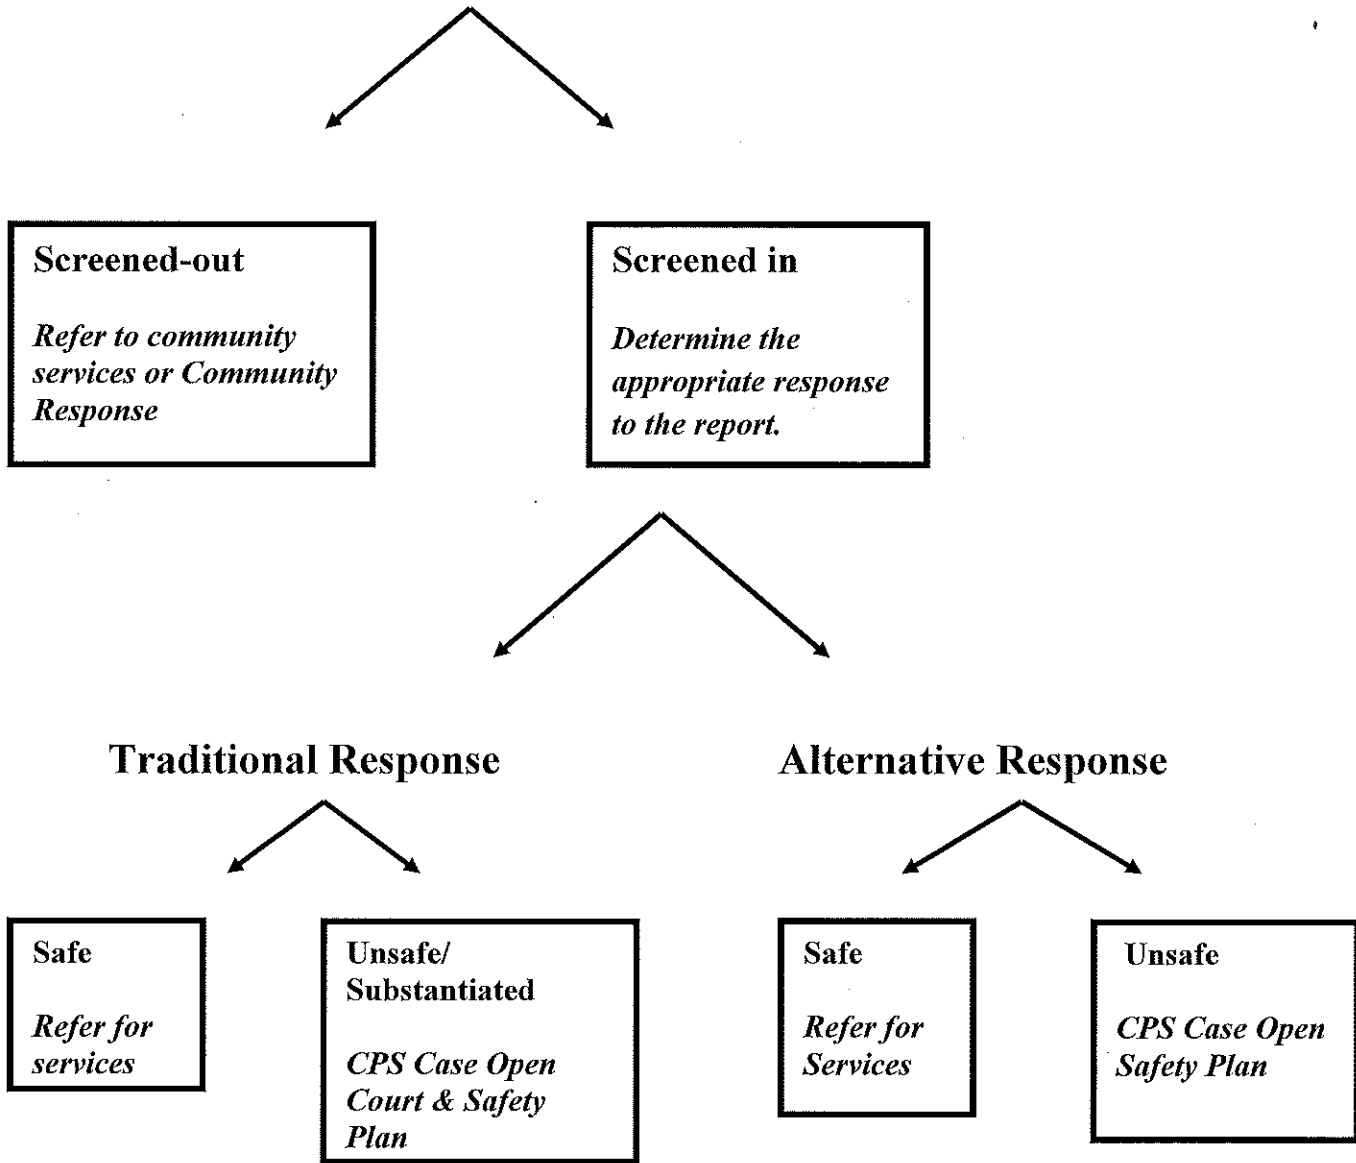 Screened-out
Refer to community
services or Community
Response
Screened in
Determine the
appropriate response
to the report.
Traditional Response
Alternative Response
Safe
Refer for
services
Unsafe/
Substantiated
CPS Case Open
Court & Safety
Plan
Safe
Refer for
Services
Unsafe
CPS Case Open
Safety Plan